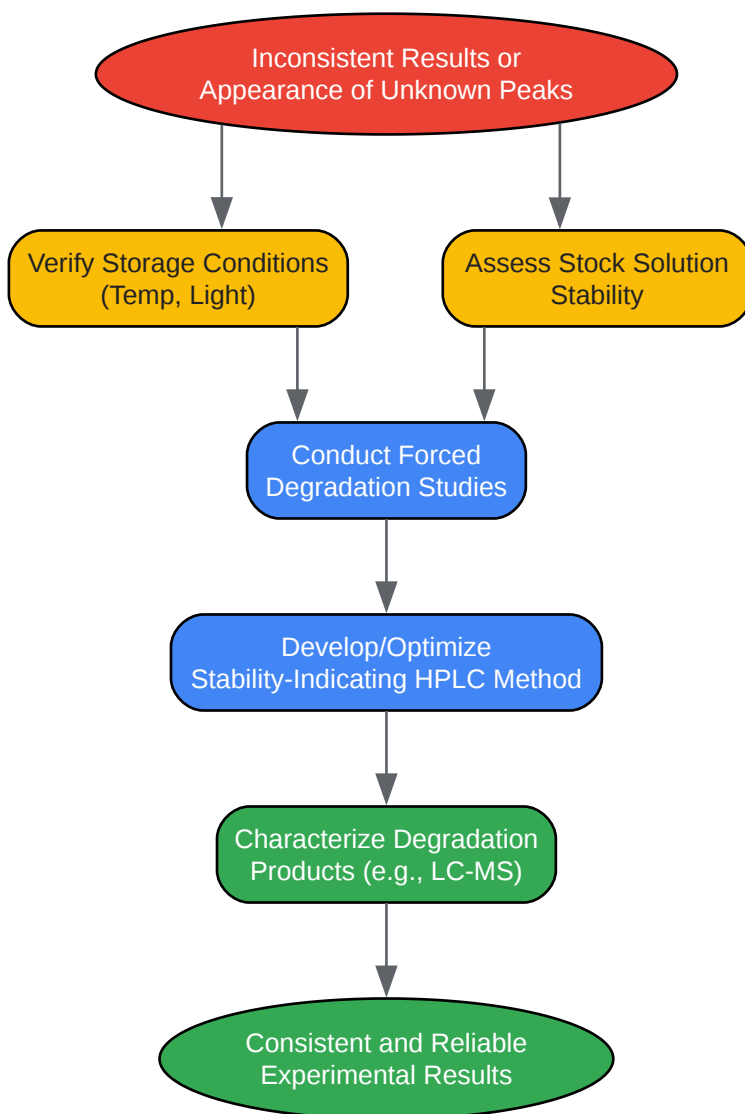 Inconsistent Results or
Appearance of Unknown Peaks
Verify Storage Conditions
(Temp, Light)
Assess Stock Solution
Stability
Conduct Forced
Degradation Studies
Develop/Optimize
Stability-Indicating HPLC Method
Characterize Degradation
Products (e.g., LC-MS)
Consistent and Reliable
Experimental Results